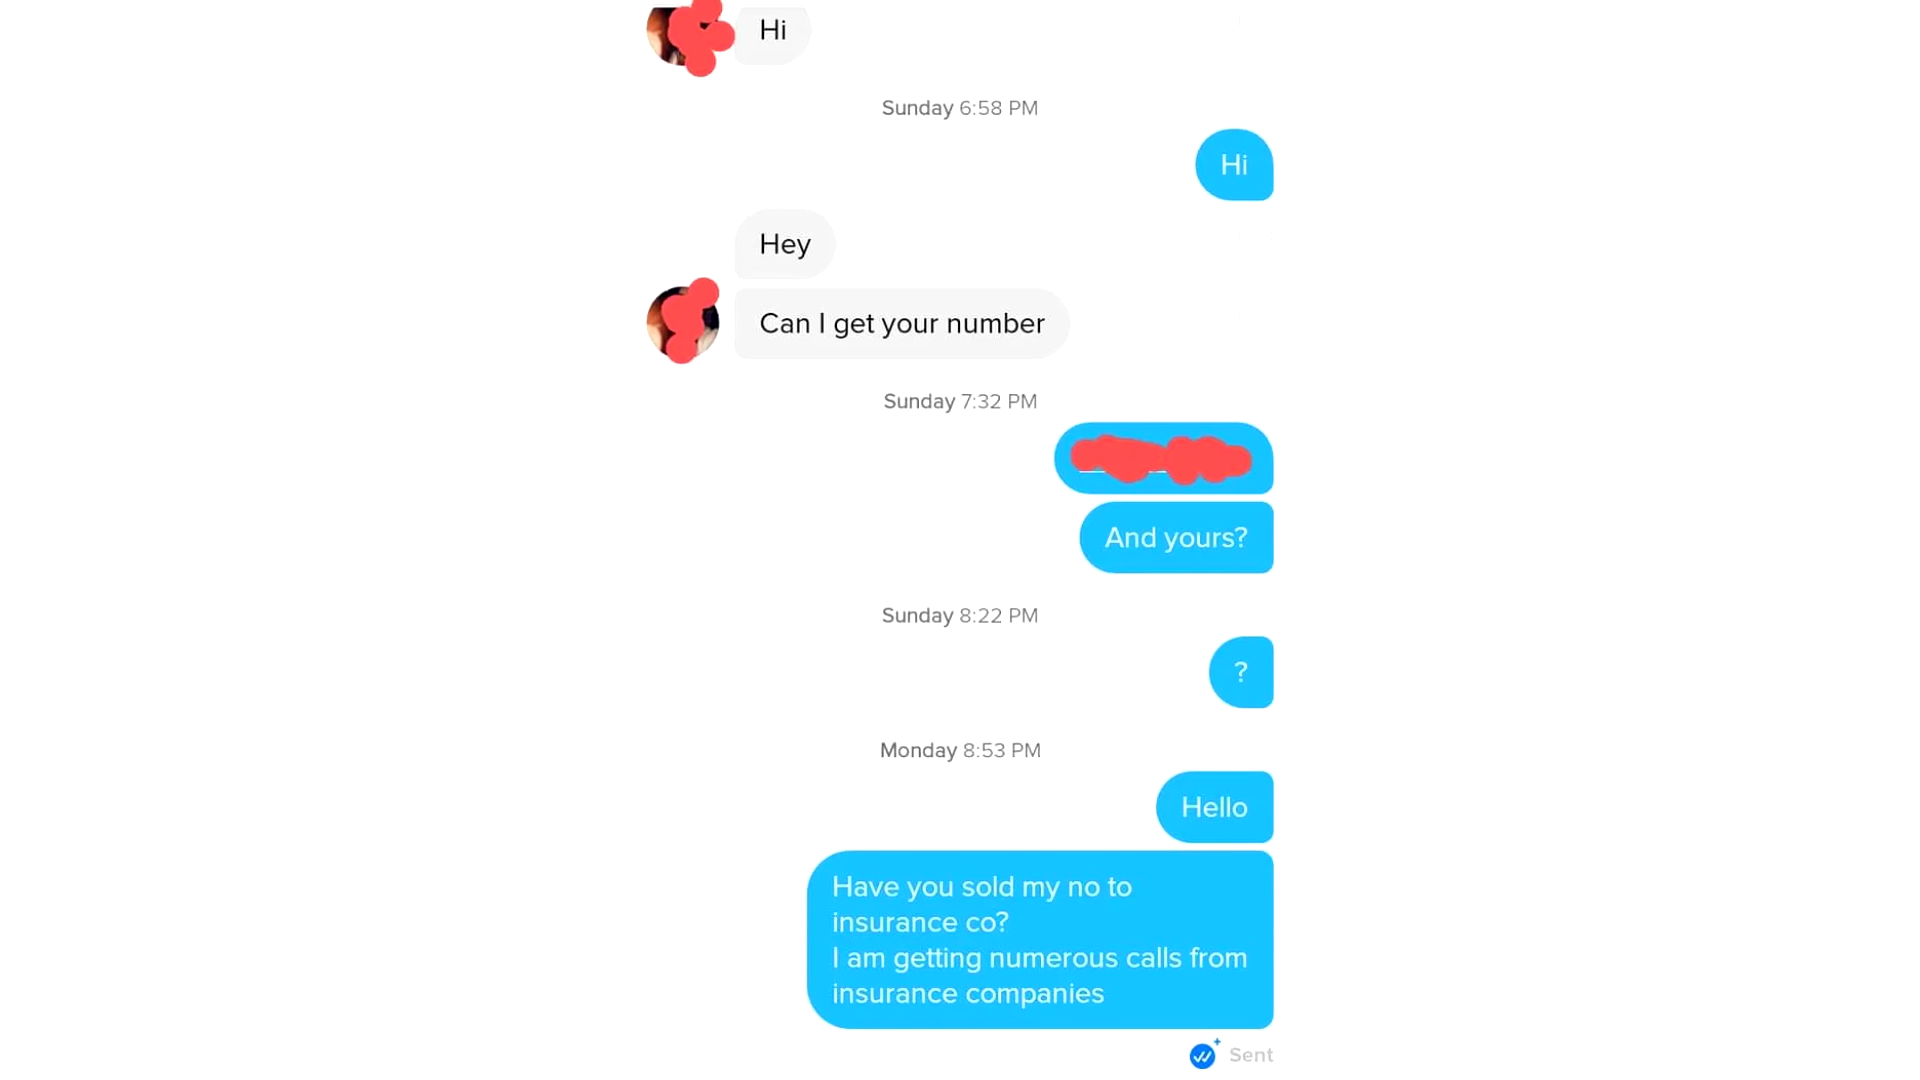 Hi
Sunday 6:58 PM
Hi
Hey
Can I get your number
Sunday 7:32 PM
And yours?
Sunday 8:22 PM
?
Monday 8:53 PM
Hello
Have you sold my no to
insurance co?
I am getting numerous calls from
insurance companies
Sent